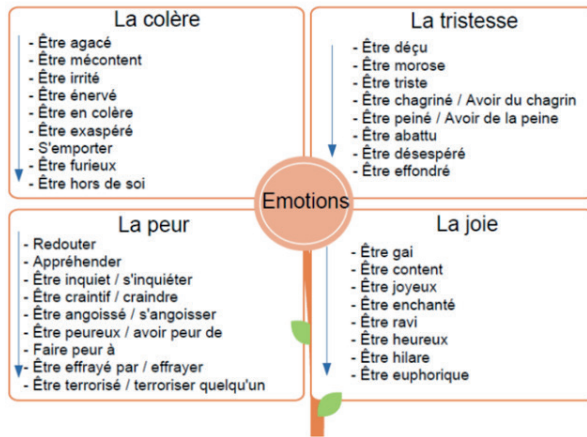 La colère
- Être agacé
- Être mécontent
- Être irrité
- Être énervé
- Être en colère
- Être exaspéré
- S'emporter
- Être furieux
- Être hors de soi
La tristesse
- Être déçu
- Être morose
- Être triste
- Être chagriné / Avoir du chagrin
- Être peiné / Avoir de la peine
- Être abattu
- Être désespéré
- Être effondré
Emotions
La peur
- Redouter
- Appréhender
- Être inquiet / s'inquiéter
- Être craintif / craindre
- Être angoissé / s'angoisser
- Être peureux / avoir peur de
- Faire peur à
- Être effrayé par / effrayer
- Être terrorisé / terroriser quelqu'un
La joie
- Être gai
- Être content
- Être joyeux
- Être enchanté
- Être ravi
- Être heureux
- Être hilare
- Être euphorique